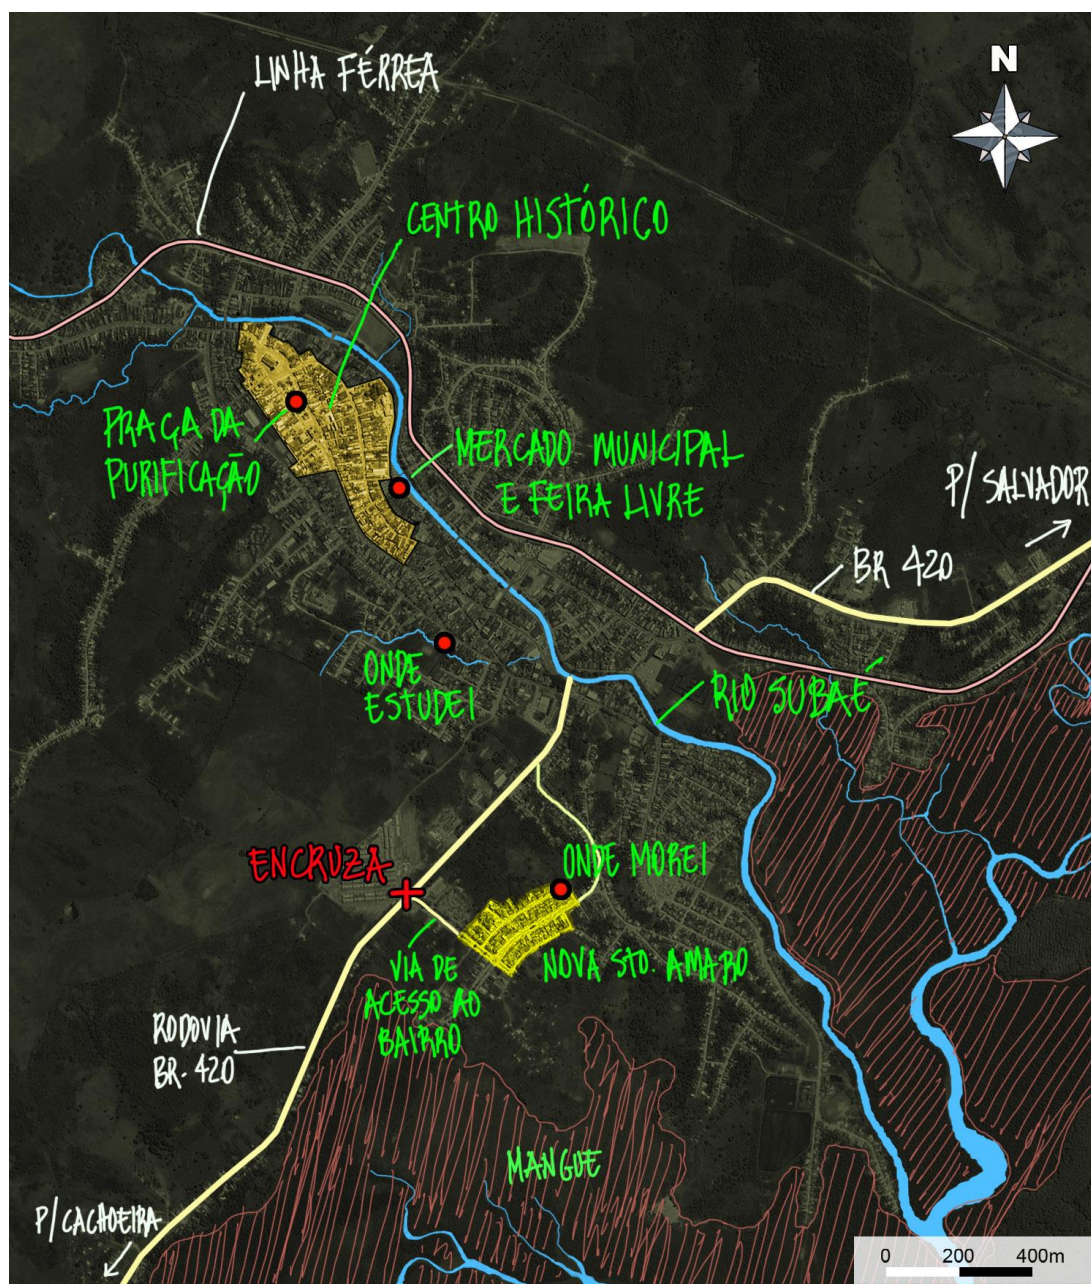 LINHA FÉRREA
N
CENTRO HISTÓRICO
PRAÇA DA
PURIFICAÇÃO
MERCADO MUNICIPAL
E FEIRA LIVRE
P/ SALVADOR
BR 420
ONDE
ESTUDEI
RIO SUBAÉ
ENCRUZA
ONDE MOREI
VIA DE
ACESSO AO
BAIRRO
NOVA STO. AMARO
RODOVIA
BR-420
MANGUE
P/CACHOEIRA
0 200 400m